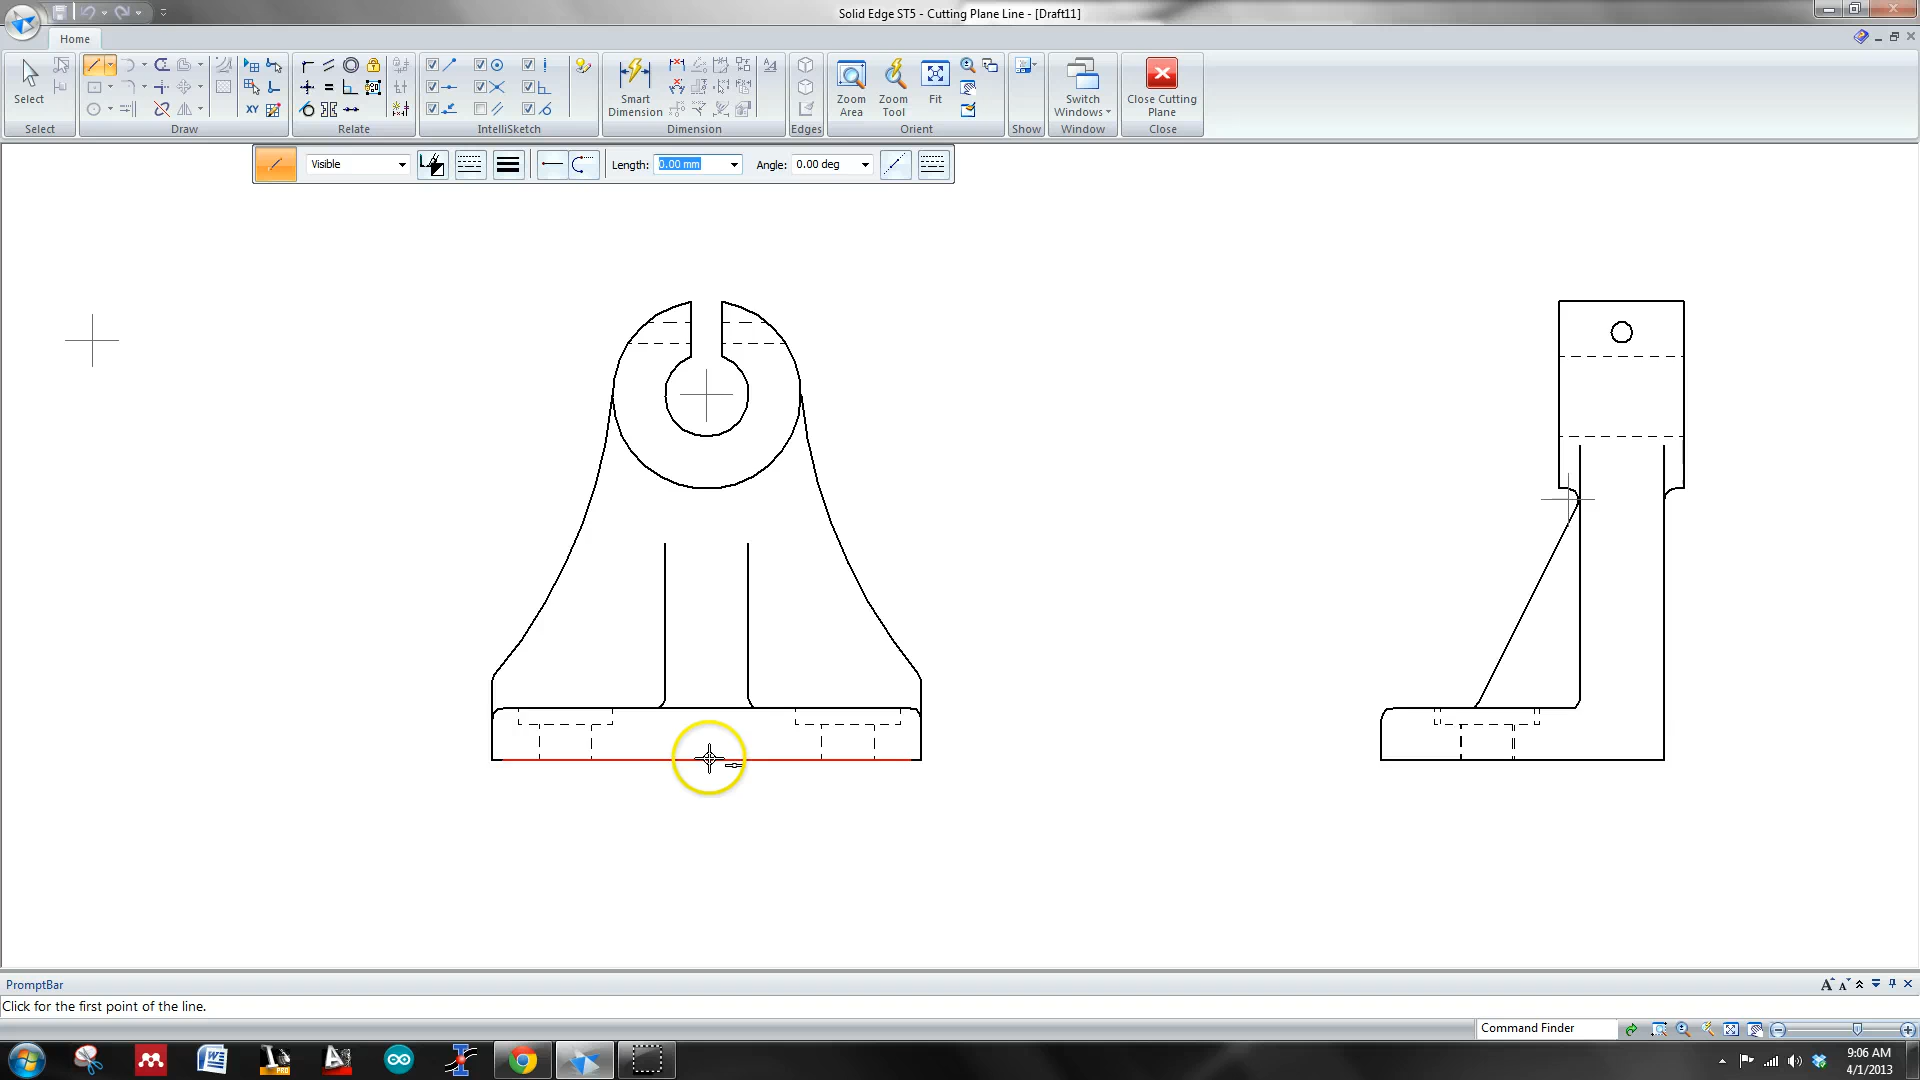 Solid Edge ST5 - Cutting Plane Line - [Draft11]
Home
Select
XY
Smart
Dimension
Zoom
Area
Zoom
Tool
Fit
Switch
Windows
Close Cutting
Plane
Select
Draw
Relate
IntelliSketch
Dimension
Edges
Orient
Show
Window
Close
Visible
Length:
0.00 mm
Angle:
0.00 deg
PromptBar
Click for the first point of the line.
Command Finder
PRO
9:06 AM
4/1/2013